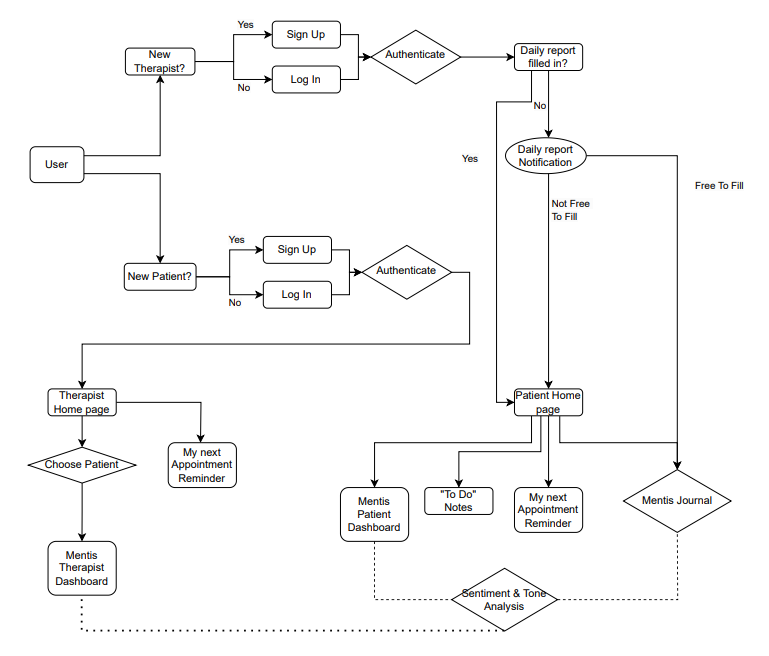 Yes
Sign Up
New
Therapist?
Authenticate
Daily report
filled in?
Log In
No
No
Yes
Daily report
Notification
User
Free To Fill
Not Free
To Fill
Yes
Sign Up
New Patient?
Authenticate
Log In
No
Therapist
Home page
Patient Home
page
My next
Appointment
Reminder
Choose Patient
Mentis
Patient
Dashboard
"To Do"
Notes
My next
Appointment
Reminder
Mentis Journal
Mentis
Therapist
Dashboard
Sentiment & Tone
Analysis